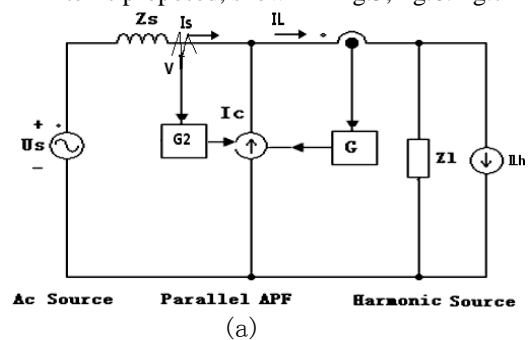 Zs
Is
IL
V
Ic
+
Us
−
G2
G
Zl
ILh
Ac Source
Parallel APF
Harmonic Source
(a)